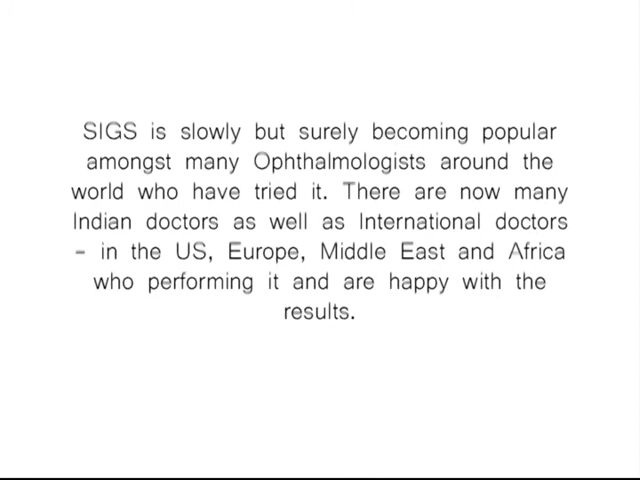 SIGS is slowly but surely becoming popular
amongst many Ophthalmologists around the
world who have tried it. There are now many
Indian doctors as well as International doctors
– in the US, Europe, Middle East and Africa
who performing it and are happy with the
results.